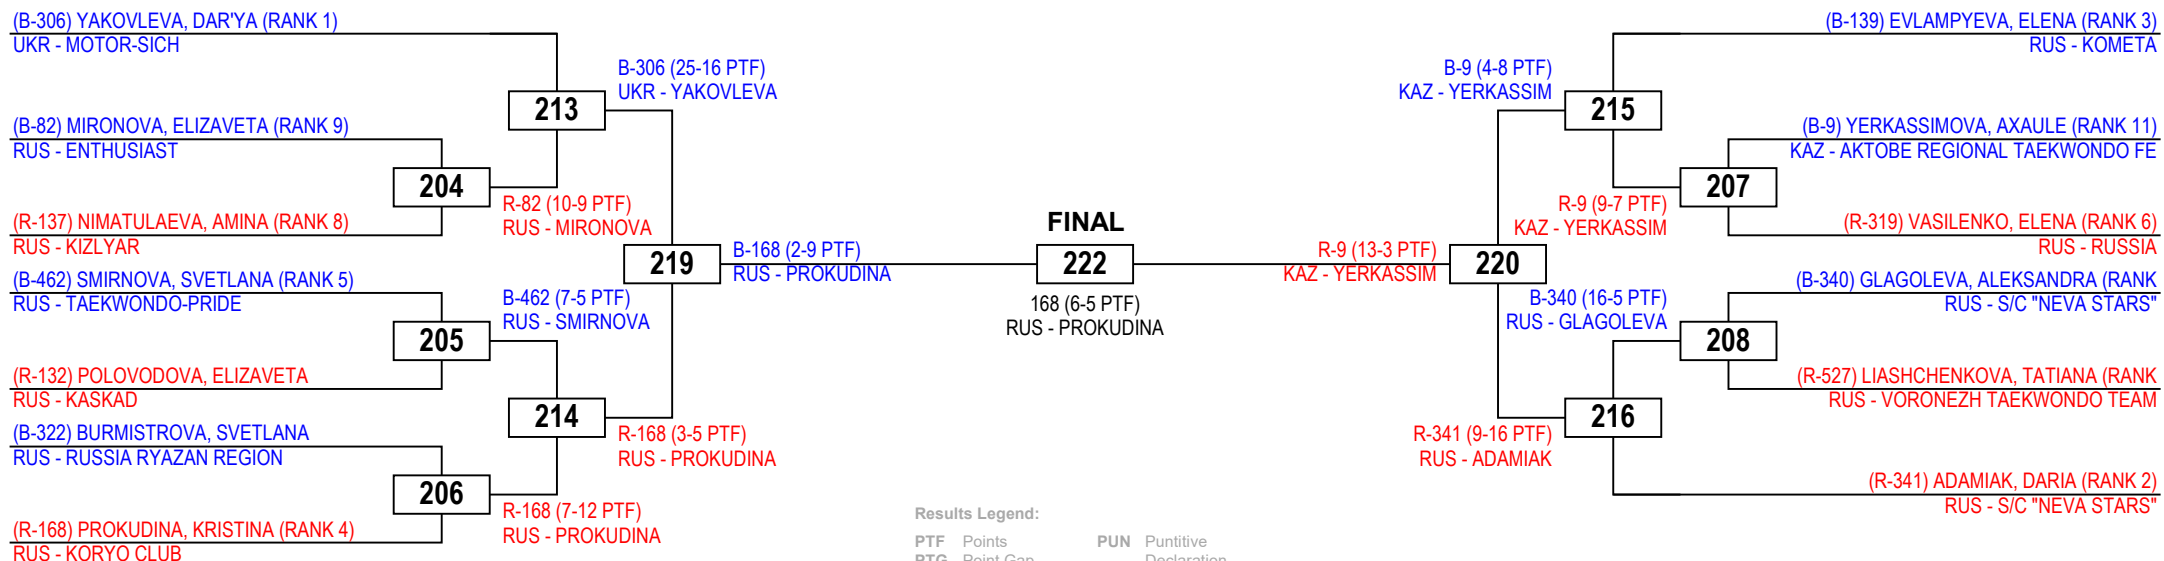 (B-306) YAKOVLEVA, DAR'YA (RANK 1)
UKR - MOTOR-SICH
(B-82) MIRONOVA, ELIZAVETA (RANK 9)
RUS - ENTHUSIAST
(R-137) NIMATULAEVA, AMINA (RANK 8)
RUS - KIZLYAR
(B-462) SMIRNOVA, SVETLANA (RANK 5)
RUS - TAEKWONDO-PRIDE
(R-132) POLOVODOVA, ELIZAVETA
RUS - KASKAD
(B-322) BURMISTROVA, SVETLANA
RUS - RUSSIA RYAZAN REGION
(R-168) PROKUDINA, KRISTINA (RANK 4)
RUS - KORYO CLUB
204
205
206
R-82 (10-9 PTF)
RUS - MIRONOVA
B-462 (7-5 PTF)
RUS - SMIRNOVA
R-168 (7-12 PTF)
RUS - PROKUDINA
213
214
B-306 (25-16 PTF)
UKR - YAKOVLEVA
R-168 (3-5 PTF)
RUS - PROKUDINA
219
B-168 (2-9 PTF)
RUS - PROKUDINA
FINAL
222
168 (6-5 PTF)
RUS - PROKUDINA
R-9 (13-3 PTF)
KAZ - YERKASSIM
220
B-9 (4-8 PTF)
KAZ - YERKASSIM
R-341 (9-16 PTF)
RUS - ADAMIAK
215
216
R-9 (9-7 PTF)
KAZ - YERKASSIM
B-340 (16-5 PTF)
RUS - GLAGOLEVA
207
208
(B-139) EVLAMPYEVA, ELENA (RANK 3)
RUS - KOMETA
(B-9) YERKASSIMOVA, AXAULE (RANK 11)
KAZ - AKTOBE REGIONAL TAEKWONDO FE
(R-319) VASILENKO, ELENA (RANK 6)
RUS - RUSSIA
(B-340) GLAGOLEVA, ALEKSANDRA (RANK
RUS - S/C "NEVA STARS"
(R-527) LIASHCHENKOVA, TATIANA (RANK
RUS - VORONEZH TAEKWONDO TEAM
(R-341) ADAMIAK, DARIA (RANK 2)
RUS - S/C "NEVA STARS"
Results Legend:
PTF Points PUN Puntitive
PTG Point Gap Declaration